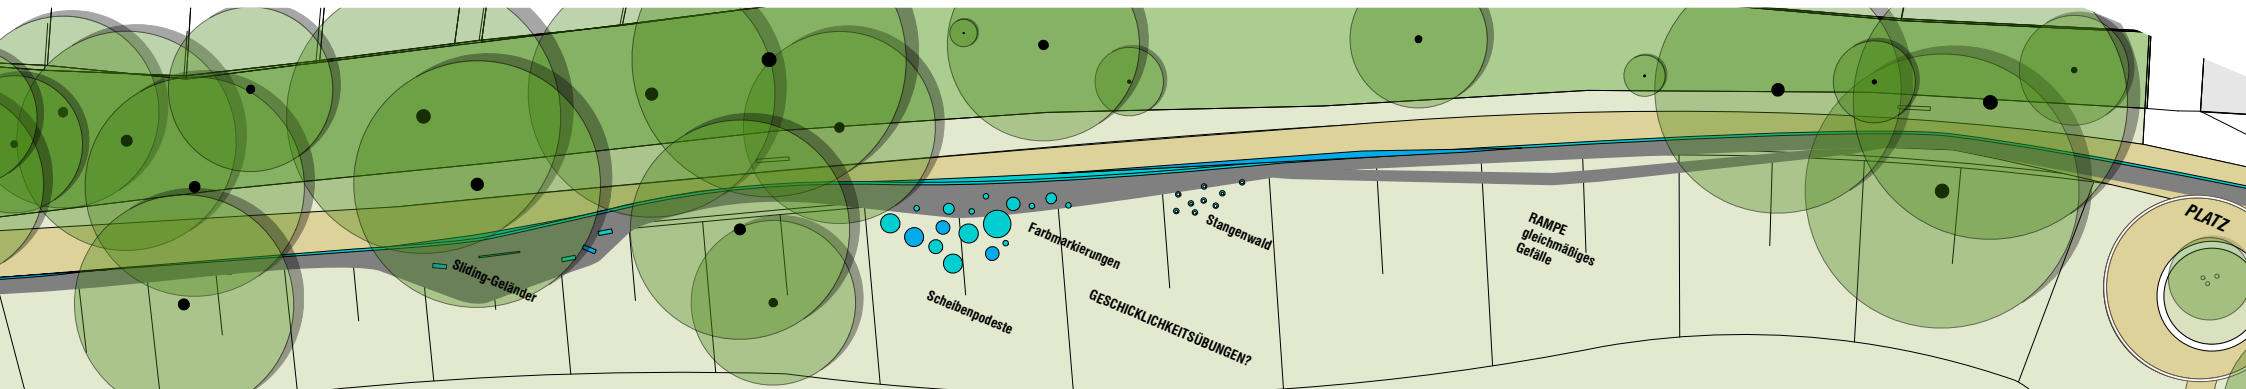 Sliding-Geländer
Scheibenpodeste
Farbmarkierungen
GESCHICKLICHKEITSÜBUNGEN?
Stangenwald
RAMPE
gleichmäßiges
Gefälle
PLATZ